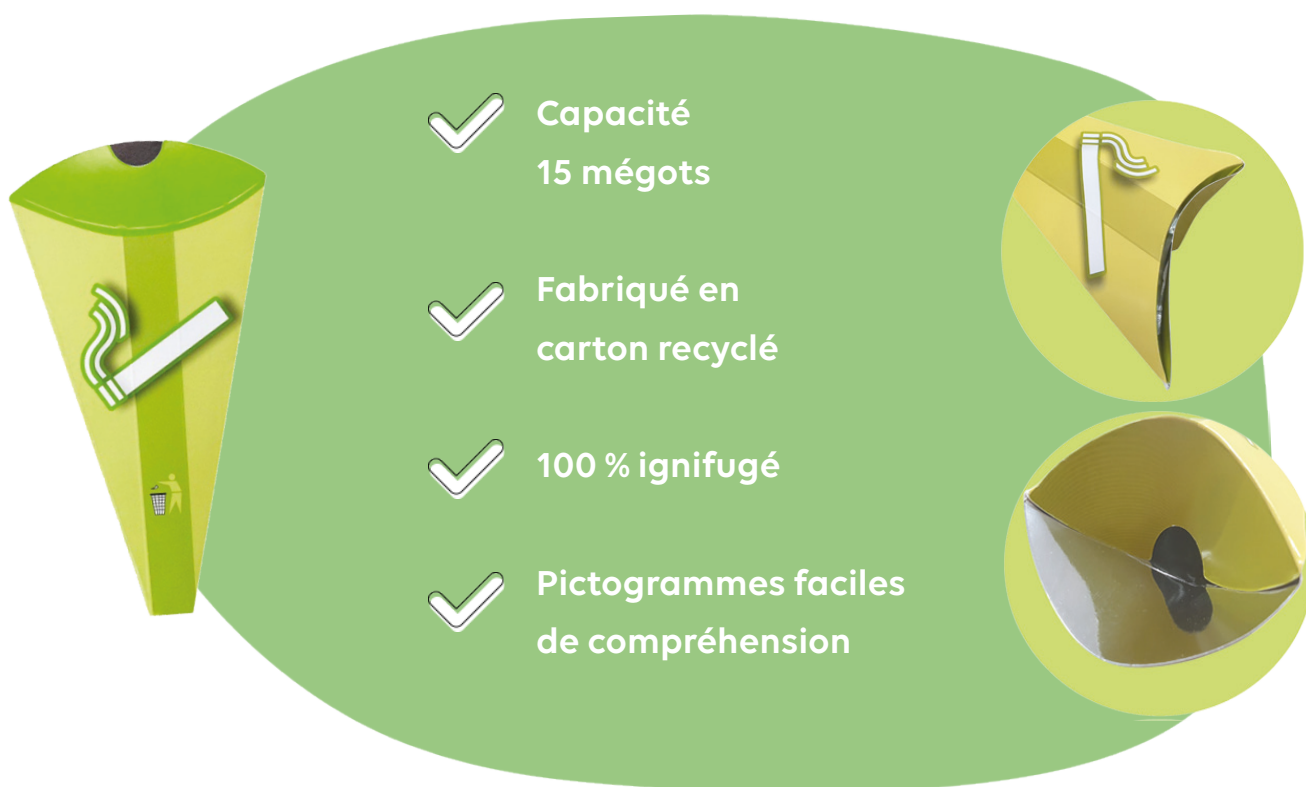 Capacité
15 mégots
Fabriqué en
carton recyclé
100 % ignifugé
Pictogrammes faciles
de compréhension